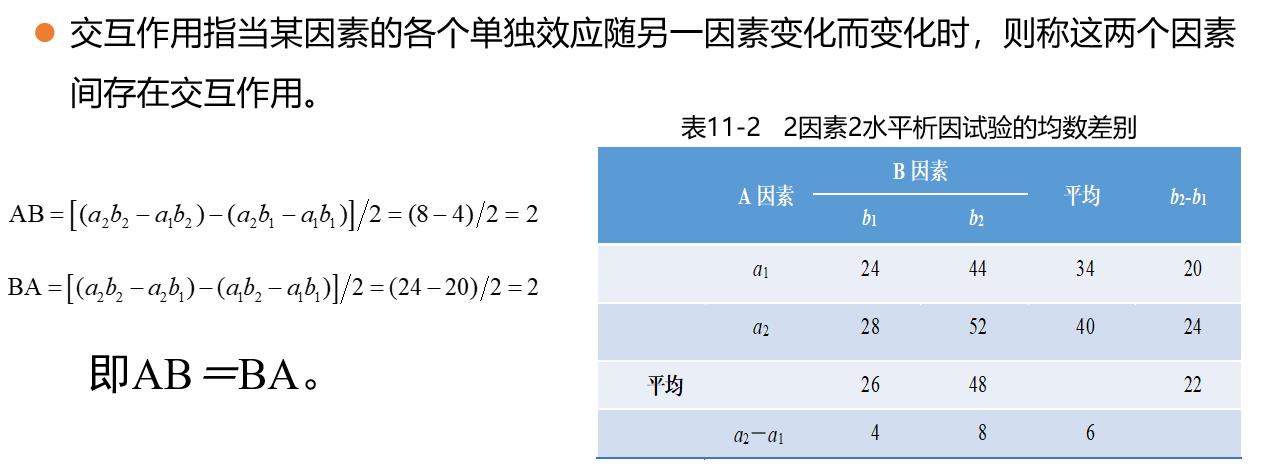 交互作用指当某因素的各个单独效应随另一因素变化而变化时，则称这两个因素
间存在交互作用。
表11-2 2因素2水平析因试验的均数差别
AB=[(a₂b₂−a₁b₂)−(a₂b₁−a₁b₁)]/2=(8−4)/2=2
BA=[(a₂b₂−a₂b₁)−(a₁b₂−a₁b₁)]/2=(24−20)/2=2
即AB＝BA。
B 因素
A 因素 平均 b₂-b₁
b₁ b₂
a₁ 24 44 34 20
a₂ 28 52 40 24
平均 26 48 22
a₂−a₁ 4 8 6